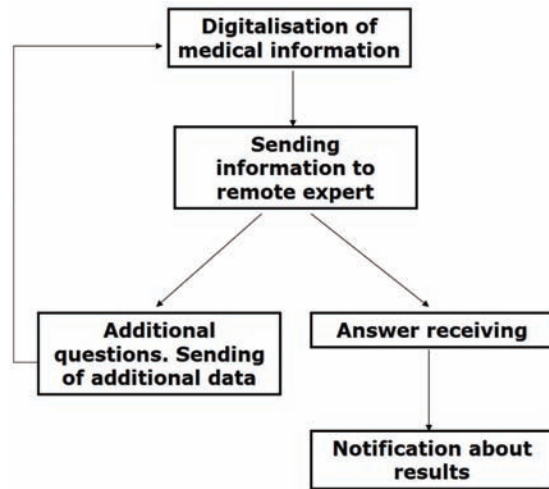 Digitalisation of
medical information
Sending
information to
remote expert
Additional
questions. Sending
of additional data
Answer receiving
Notification about
results